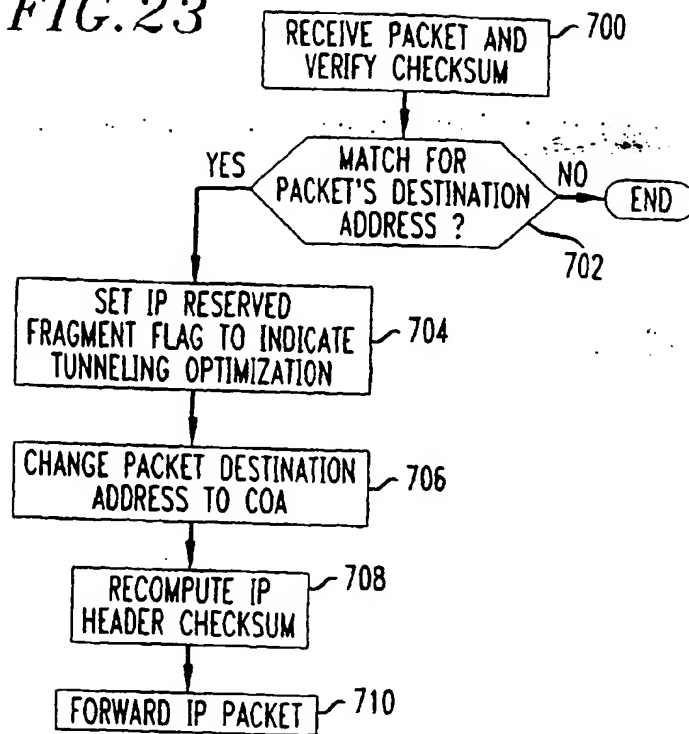 FIG. 23
RECEIVE PACKET AND
VERIFY CHECKSUM
700
MATCH FOR
PACKET'S DESTINATION
ADDRESS ?
YES
NO
END
702
SET IP RESERVED
FRAGMENT FLAG TO INDICATE
TUNNELING OPTIMIZATION
704
CHANGE PACKET DESTINATION
ADDRESS TO COA
706
RECOMPUTE IP
HEADER CHECKSUM
708
FORWARD IP PACKET
710